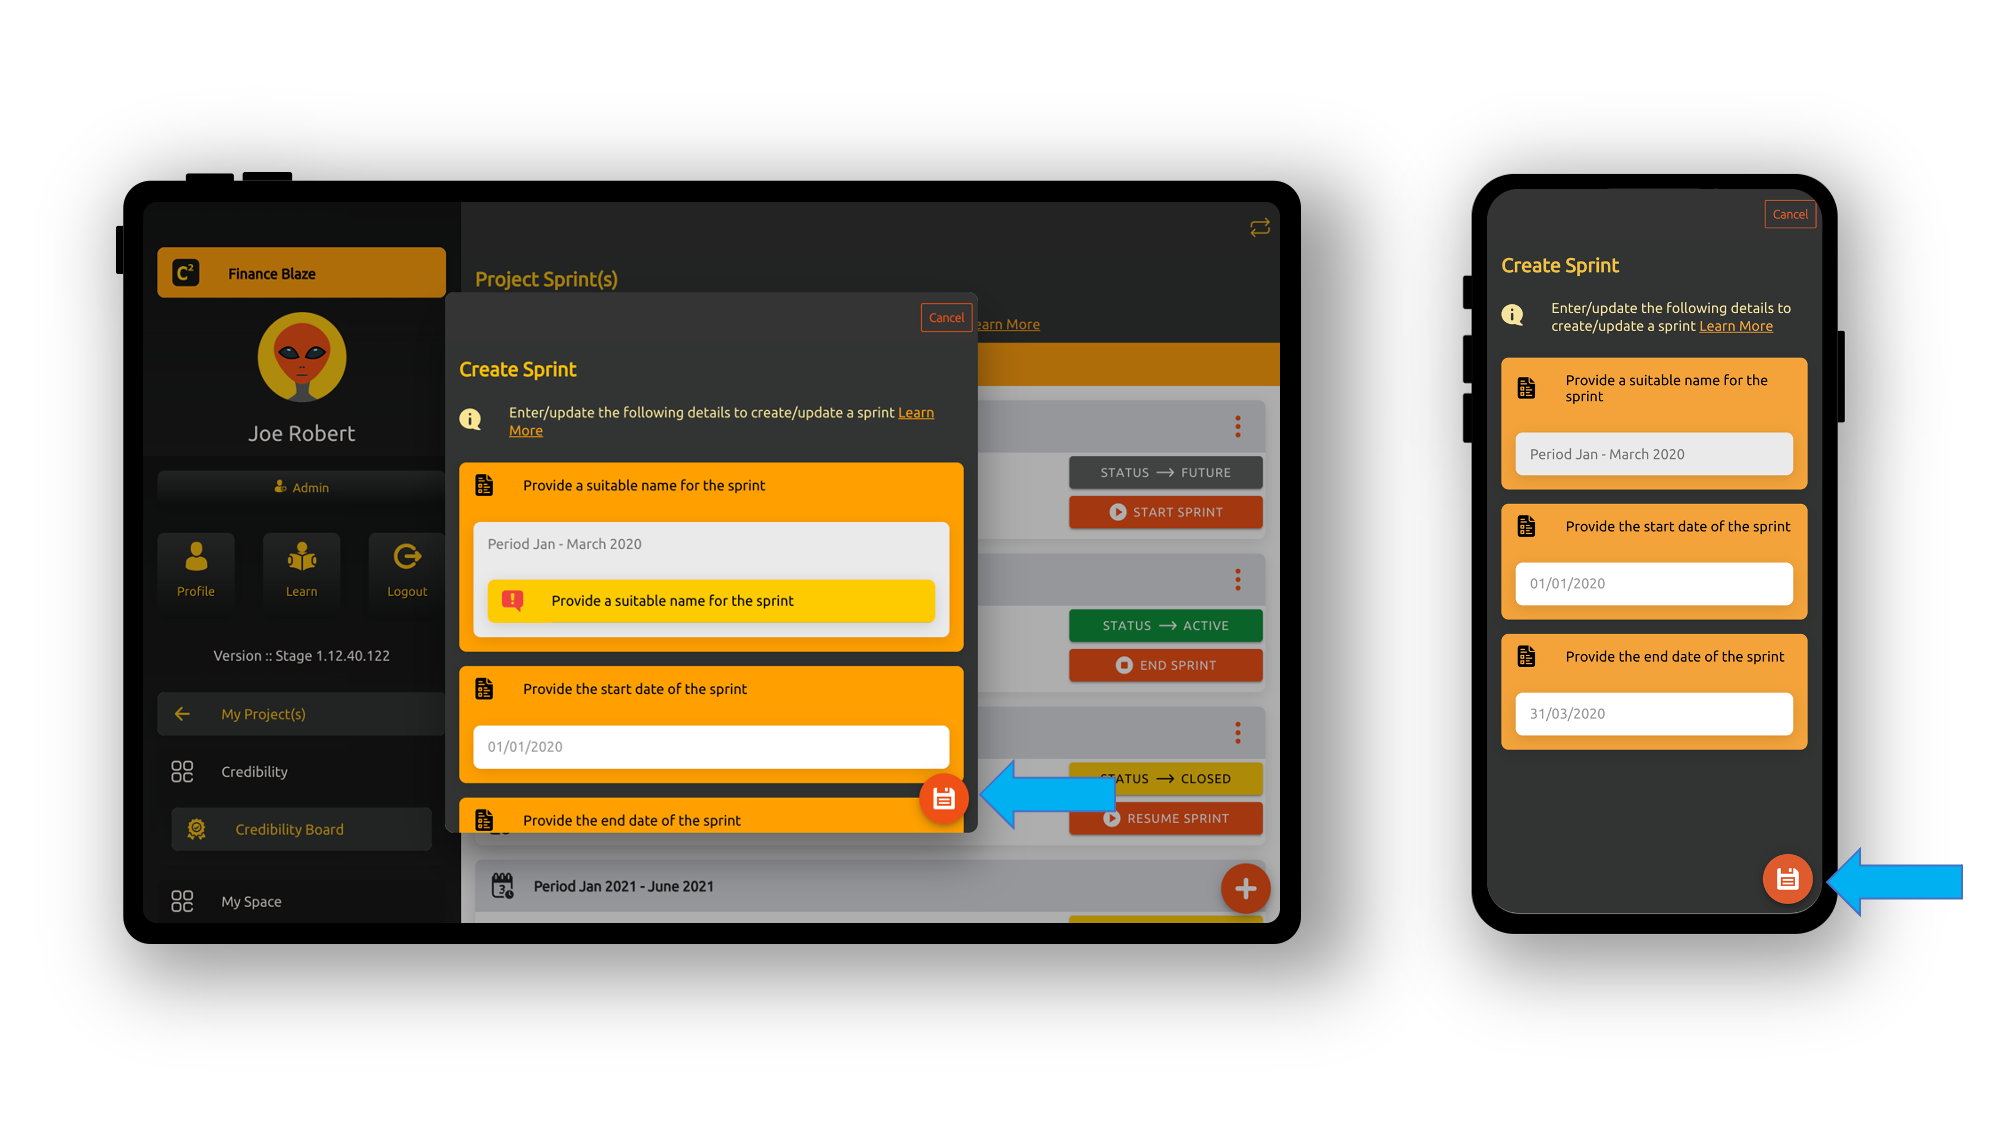 C²
Finance Blaze
Joe Robert
Admin
Profile
Learn
Logout
Version :: Stage 1.12.40.122
My Project(s)
Credibility
Credibility Board
My Space
Project Sprint(s)
More
STATUS → FUTURE
START SPRINT
STATUS → ACTIVE
END SPRINT
STATUS → CLOSED
RESUME SPRINT
3
Period Jan 2021 - June 2021
Cancel
Create Sprint
Enter/update the following details to create/update a sprint Learn
More
Provide a suitable name for the sprint
Period Jan - March 2020
Provide a suitable name for the sprint
Provide the start date of the sprint
01/01/2020
Provide the end date of the sprint
Cancel
Create Sprint
Enter/update the following details to
create/update a sprint Learn More
Provide a suitable name for the
sprint
Period Jan - March 2020
Provide the start date of the sprint
01/01/2020
Provide the end date of the sprint
31/03/2020